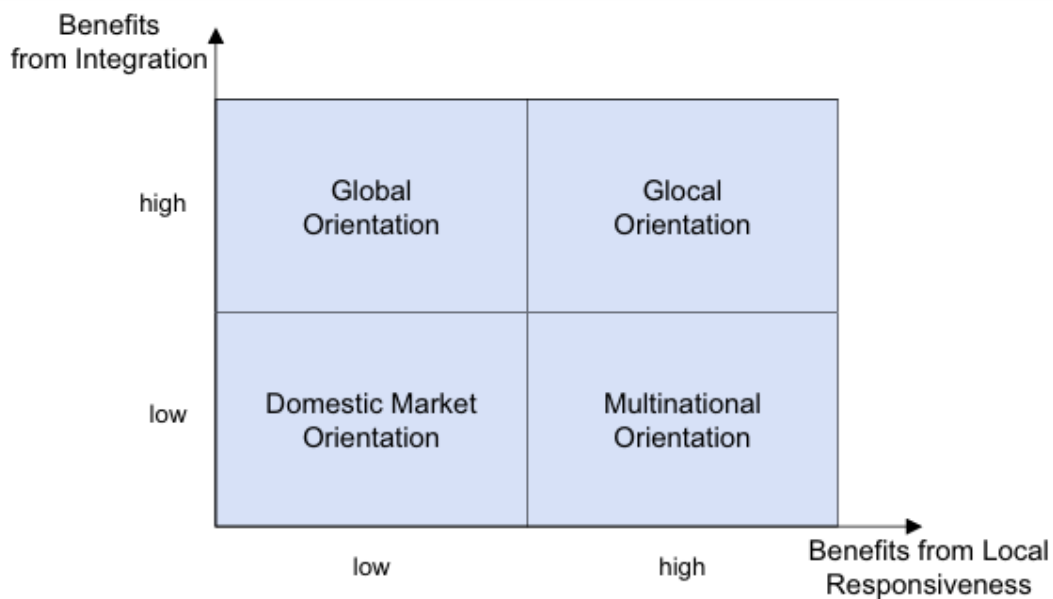 Benefits
from Integration
high
Global
Orientation
Glocal
Orientation
low
Domestic Market
Orientation
Multinational
Orientation
low
high
Benefits from Local
Responsiveness